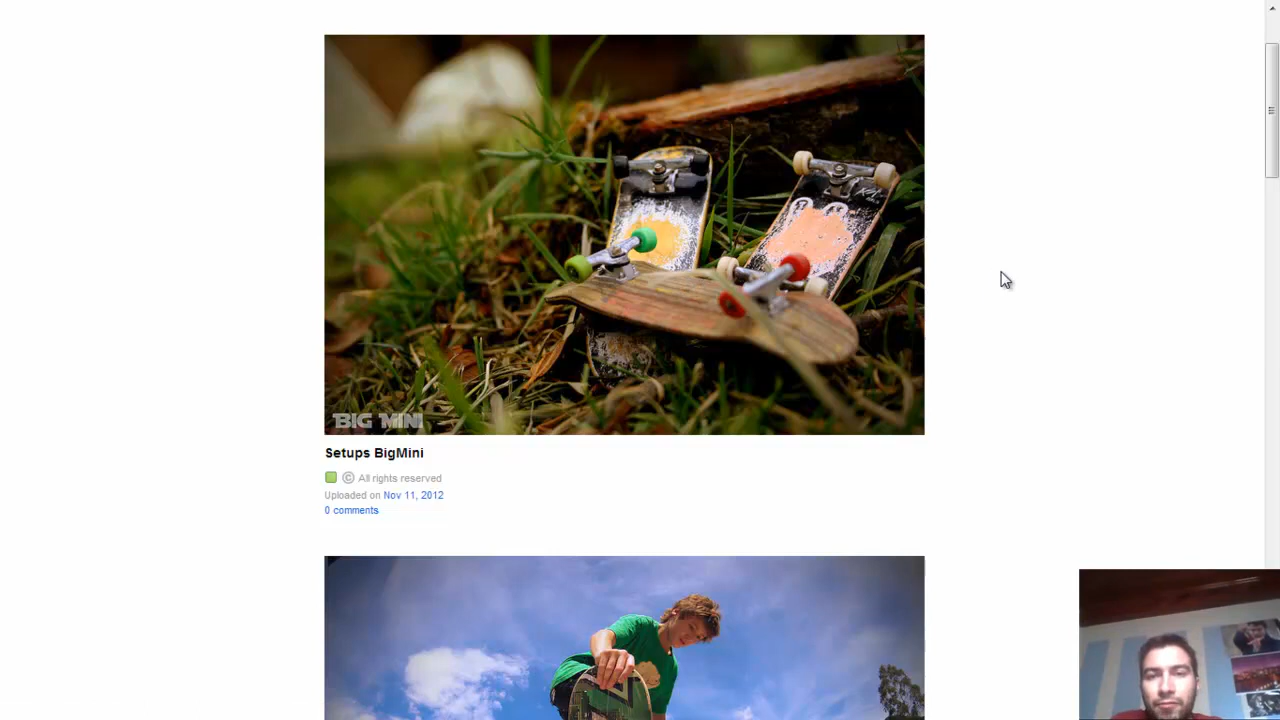 BIG MINI
Setups BigMini
© All rights reserved
Uploaded on Nov 11, 2012
0 comments